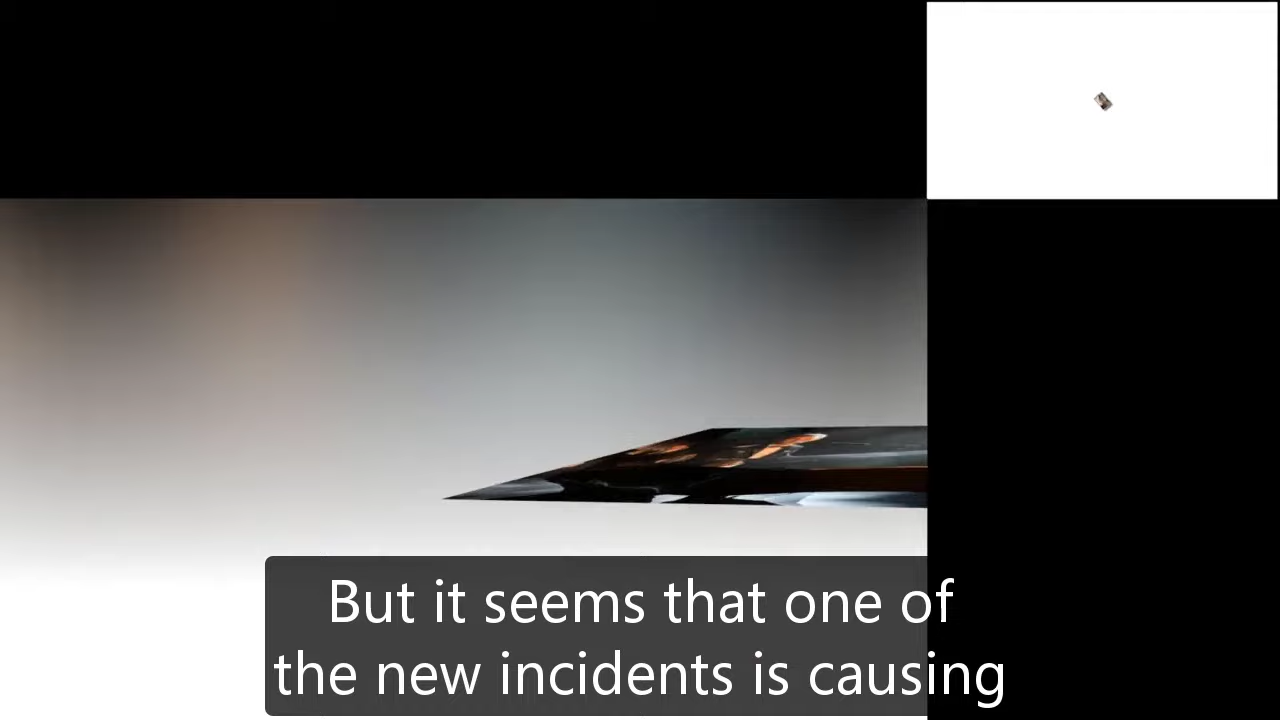 But it seems that one of
the new incidents is causing